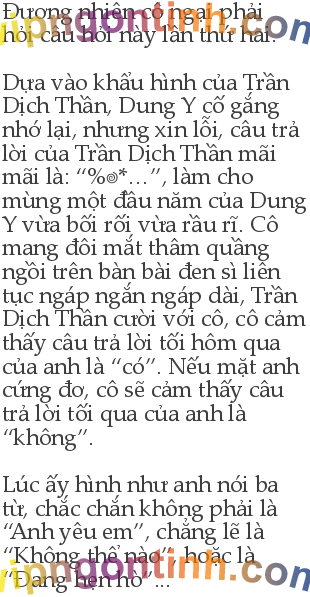 Đương nhiên cô ngại phải
hỏi câu hỏi này lần thứ hai.
Dựa vào khẩu hình của Trần
Dịch Thần, Dung Y cố gắng
nhớ lại, nhưng xin lỗi, câu trả
lời của Trần Dịch Thần mãi
mãi là: “%๏*…”, làm cho
mùng một đầu năm của Dung
Y vừa bối rối vừa rầu rĩ. Cô
mang đôi mắt thâm quầng
ngồi trên bàn bài đen sì liên
tục ngáp ngắn ngáp dài, Trần
Dịch Thần cười với cô, cô cảm
thấy câu trả lời tối hôm qua
của anh là “có”. Nếu mặt anh
cứng đơ, cô sẽ cảm thấy câu
trả lời tối qua của anh là
“không”.
Lúc ấy hình như anh nói ba
từ, chắc chắn không phải là
“Anh yêu em”, chẳng lẽ là
“Không thể nào”, hoặc là
“Đang hẹn hò”...
vipngontinh.com
vipngontinh.com